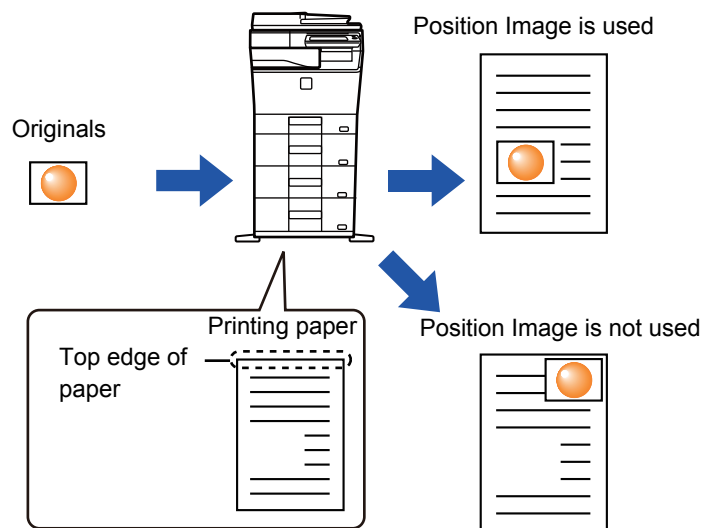 Position Image is used
Originals
Printing paper
Top edge of
paper
Position Image is not used